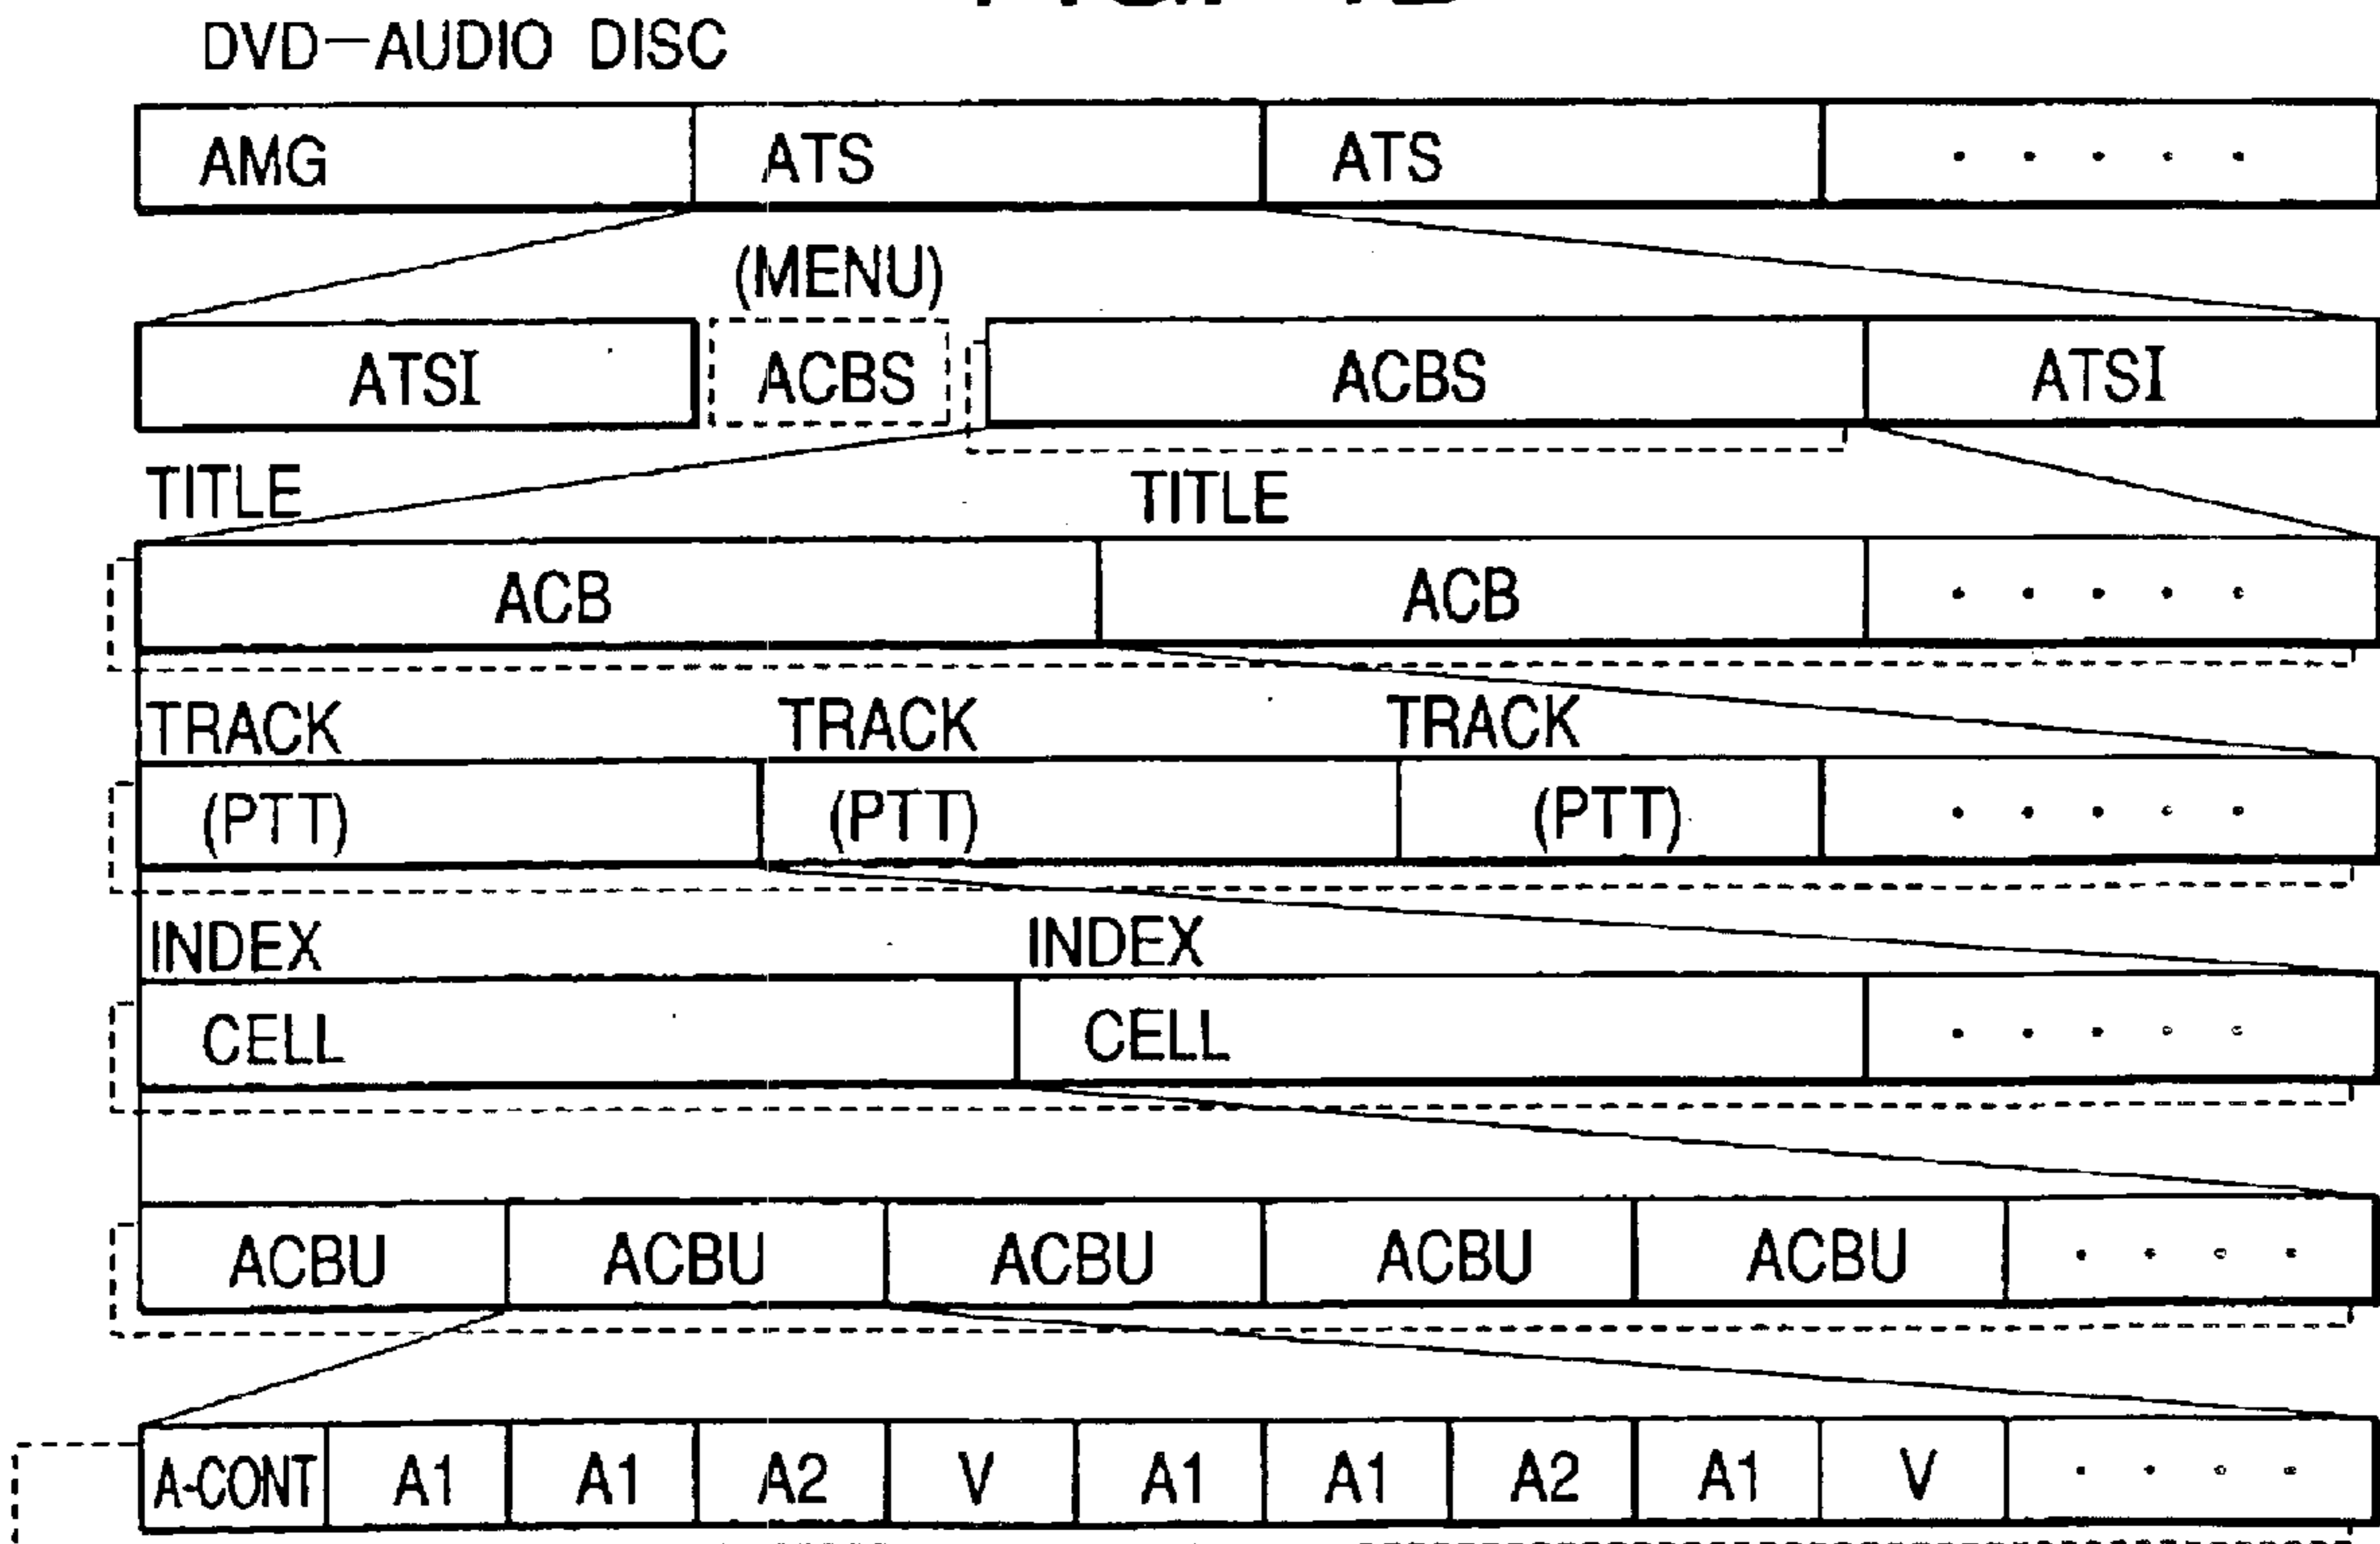 DVD-AUDIO DISC
AMG ATS ATS . . . . .
(MENU)
ATSI ACBS ACBS ATSI
TITLE TITLE
ACB ACB . . . . .
TRACK TRACK TRACK
(PTT) (PTT) (PTT) . . . . .
INDEX INDEX
CELL CELL . . . . .
ACBU ACBU ACBU ACBU ACBU . . . .
A-CONT A1 A1 A2 V A1 A1 A2 A1 V . . . .